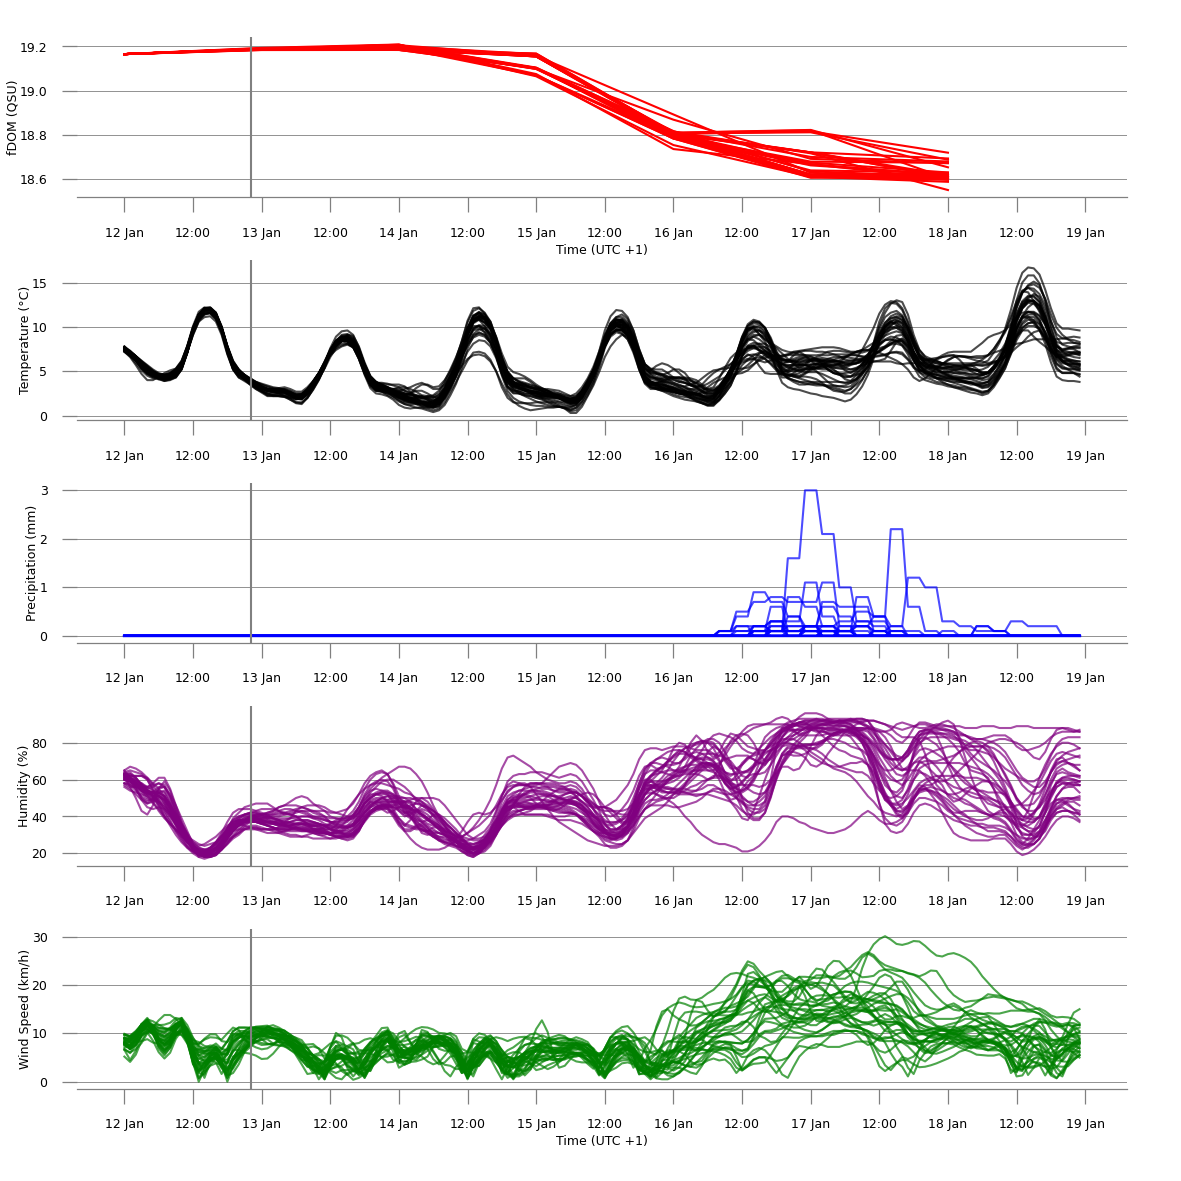 fDOM (QSU)
19.2
19.0
18.8
18.6
12 Jan 12:00 13 Jan 12:00 14 Jan 12:00 15 Jan 12:00 16 Jan 12:00 17 Jan 12:00 18 Jan 12:00 19 Jan
Time (UTC +1)
Temperature (°C)
15
10
5
0
12 Jan 12:00 13 Jan 12:00 14 Jan 12:00 15 Jan 12:00 16 Jan 12:00 17 Jan 12:00 18 Jan 12:00 19 Jan
Precipitation (mm)
3
2
1
0
12 Jan 12:00 13 Jan 12:00 14 Jan 12:00 15 Jan 12:00 16 Jan 12:00 17 Jan 12:00 18 Jan 12:00 19 Jan
Humidity (%)
80
60
40
20
12 Jan 12:00 13 Jan 12:00 14 Jan 12:00 15 Jan 12:00 16 Jan 12:00 17 Jan 12:00 18 Jan 12:00 19 Jan
Wind Speed (km/h)
30
20
10
0
12 Jan 12:00 13 Jan 12:00 14 Jan 12:00 15 Jan 12:00 16 Jan 12:00 17 Jan 12:00 18 Jan 12:00 19 Jan
Time (UTC +1)